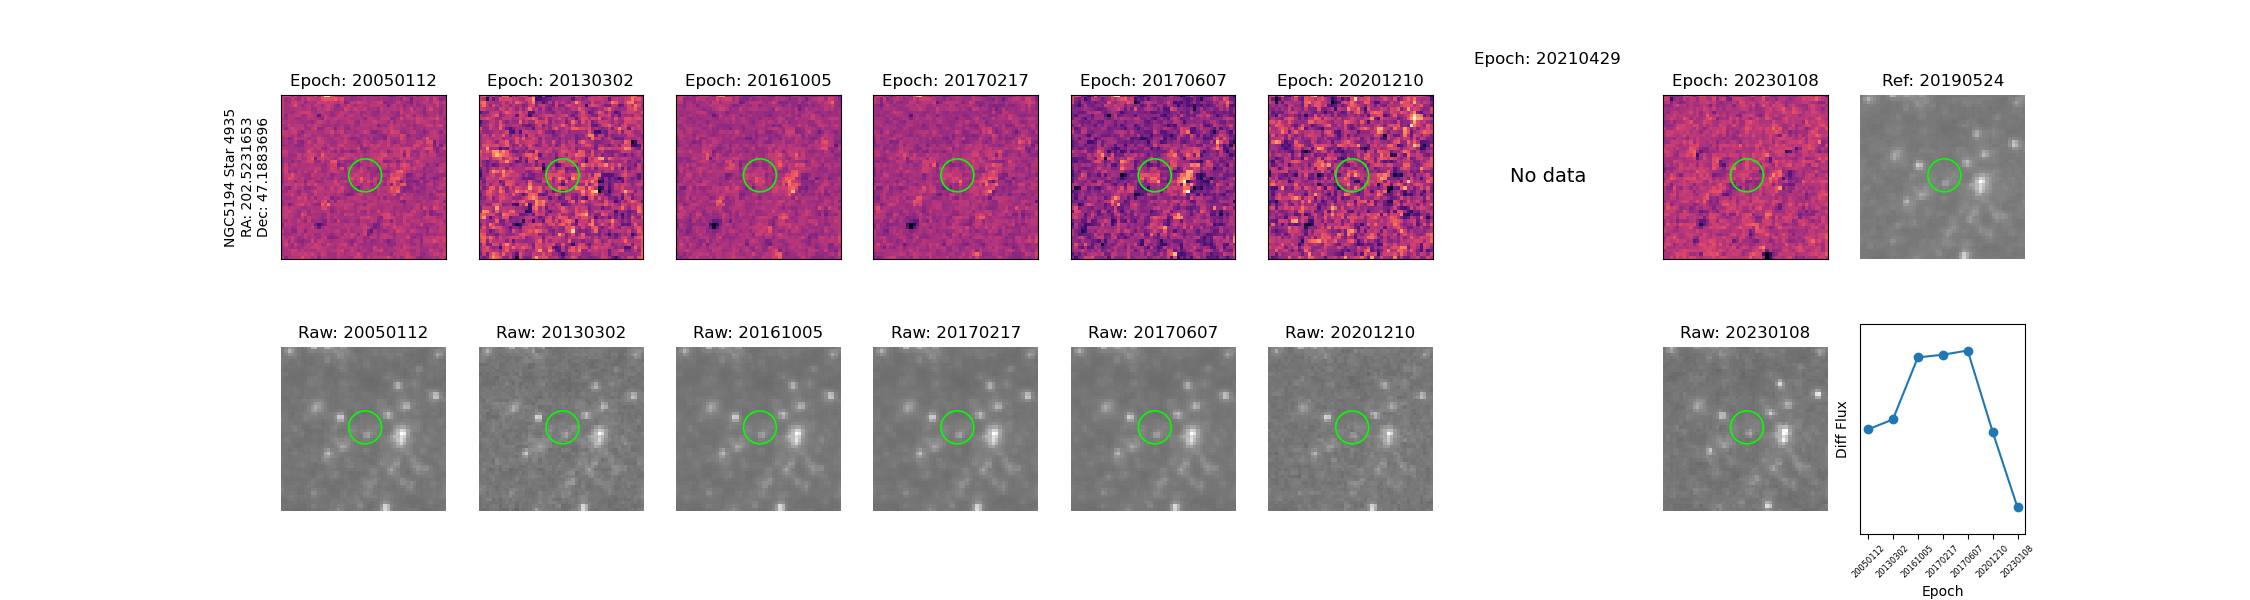 Epoch: 20210429
Epoch: 20050112
Epoch: 20130302
Epoch: 20161005
Epoch: 20170217
Epoch: 20170607
Epoch: 20201210
Epoch: 20230108
Ref: 20190524
NGC5194 Star 4935
RA: 202.5231653
Dec: 47.1883696
No data
Raw: 20050112
Raw: 20130302
Raw: 20161005
Raw: 20170217
Raw: 20170607
Raw: 20201210
Raw: 20230108
Diff Flux
20050112
20130302
20161005
20170217
20170607
20201210
20230108
Epoch